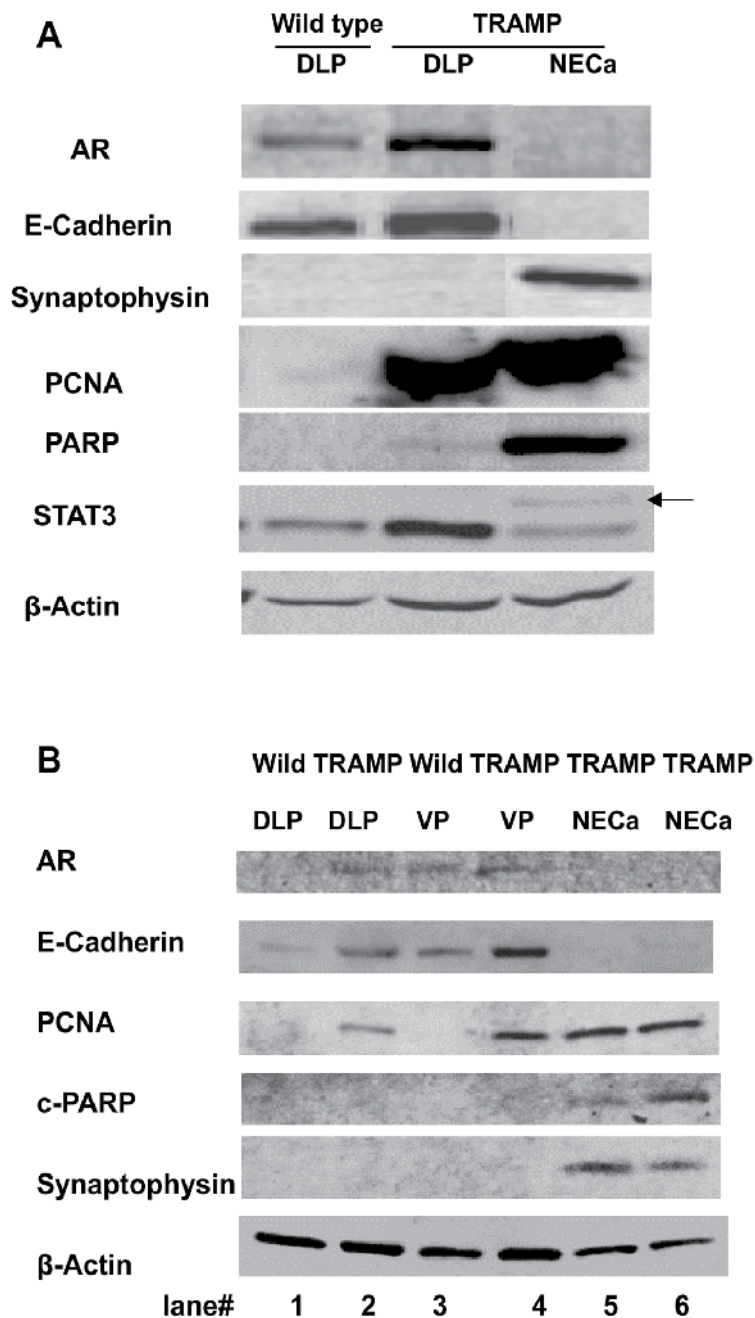 A
Wild type TRAMP
DLP DLP NECa
AR
E-Cadherin
Synaptophysin
PCNA
PARP
STAT3
β-Actin
B
Wild TRAMP Wild TRAMP TRAMP TRAMP
DLP DLP VP VP NECa NECa
AR
E-Cadherin
PCNA
c-PARP
Synaptophysin
β-Actin
lane# 1 2 3 4 5 6